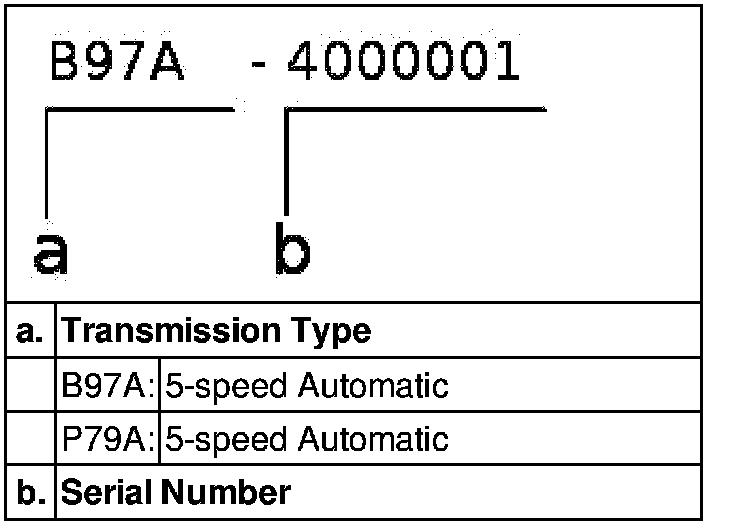 B97A - 4000001
a b
a. Transmission Type
B97A: 5-speed Automatic
P79A: 5-speed Automatic
b. Serial Number